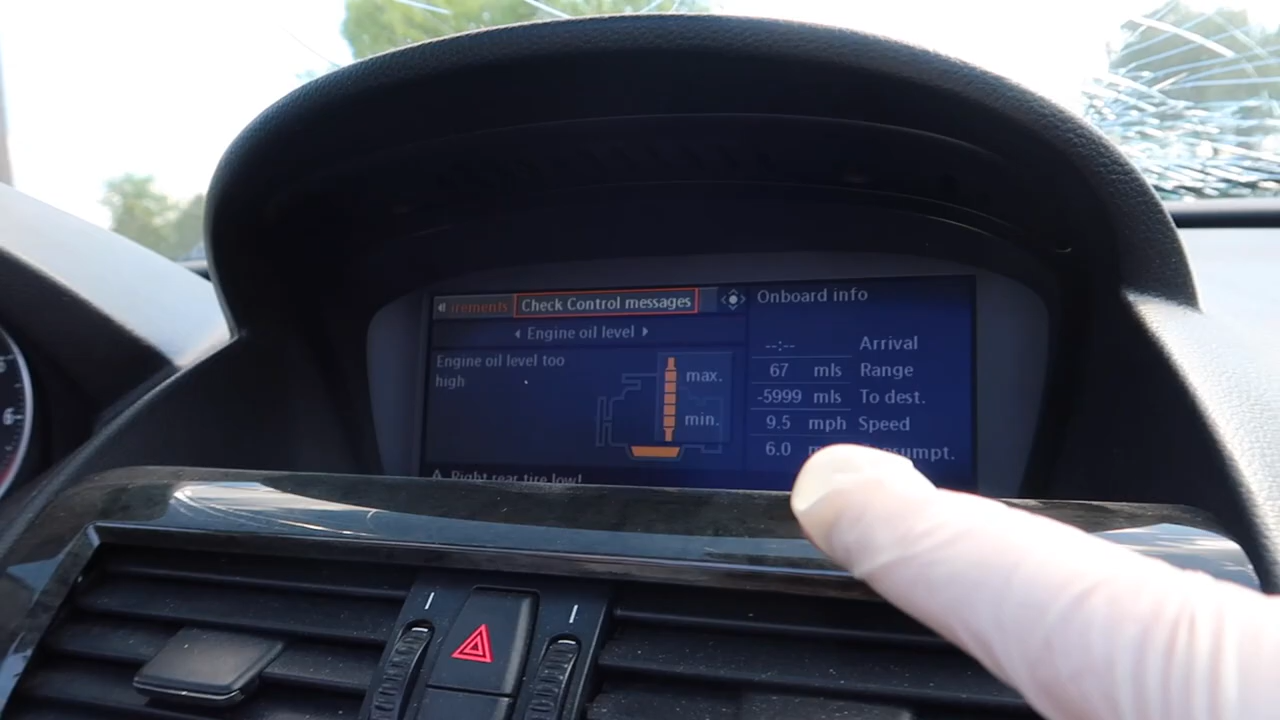 irements Check Control messages
Engine oil level
Engine oil level too
high
max.
min.
Right rear tire low!
Onboard info
--:-- Arrival
67 mls Range
-5999 mls To dest.
9.5 mph Speed
6.0
6